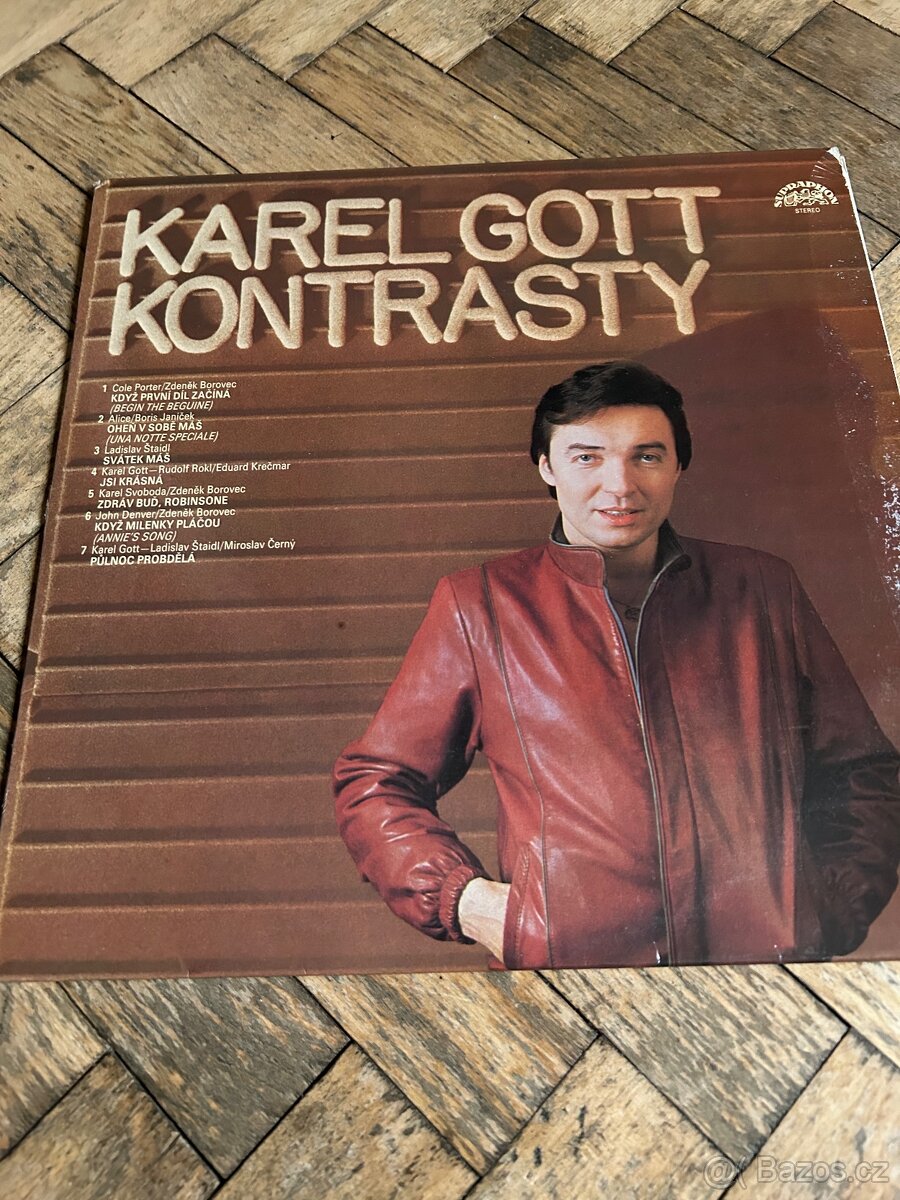 KAREL GOTT
KONTRASTY
SUPRAPHON
STEREO
1 Cole Porter/Zdeněk Borovec
KDYŽ PRVNÍ DÍL ZAČÍNÁ
(BEGIN THE BEGUINE)
2 Alice/Boris Janíček
OHEŇ V SOBĚ MÁŠ
(UNA NOTTE SPECIALE)
3 Ladislav Štaidl
SVÁTEK MÁŠ
4 Karel Gott—Rudolf Rokl/Eduard Krečmar
JSI KRÁSNÁ
5 Karel Svoboda/Zdeněk Borovec
ZDRÁV BUĎ, ROBINSONE
6 John Denver/Zdeněk Borovec
KDYŽ MILENKY PLÁČOU
(ANNIE'S SONG)
7 Karel Gott—Ladislav Štaidl/Miroslav Černý
PŮLNOC PROBDĚLÁ
Bazos.cz